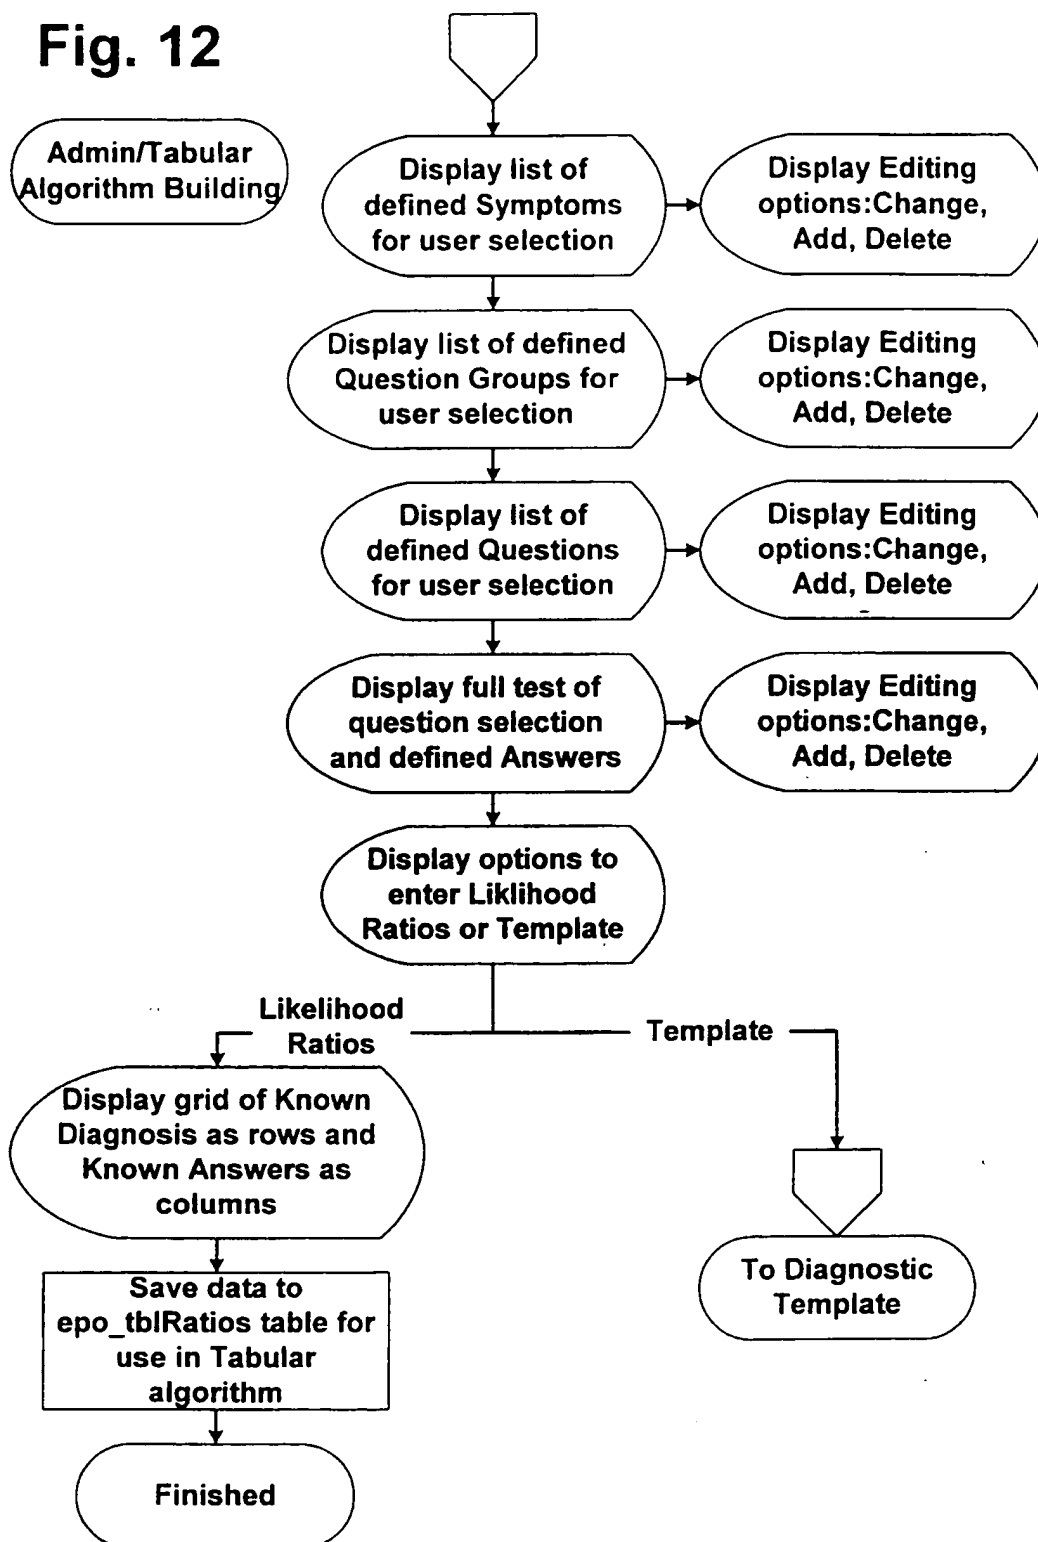 Fig. 12
Admin/Tabular
Algorithm Building
Display list of
defined Symptoms
for user selection
Display Editing
options:Change,
Add, Delete
Display list of defined
Question Groups for
user selection
Display Editing
options:Change,
Add, Delete
Display list of
defined Questions
for user selection
Display Editing
options:Change,
Add, Delete
Display full test of
question selection
and defined Answers
Display Editing
options:Change,
Add, Delete
Display options to
enter Liklihood
Ratios or Template
Likelihood
Ratios
Template
Display grid of Known
Diagnosis as rows and
Known Answers as
columns
Save data to
epo_tblRatios table for
use in Tabular
algorithm
To Diagnostic
Template
Finished